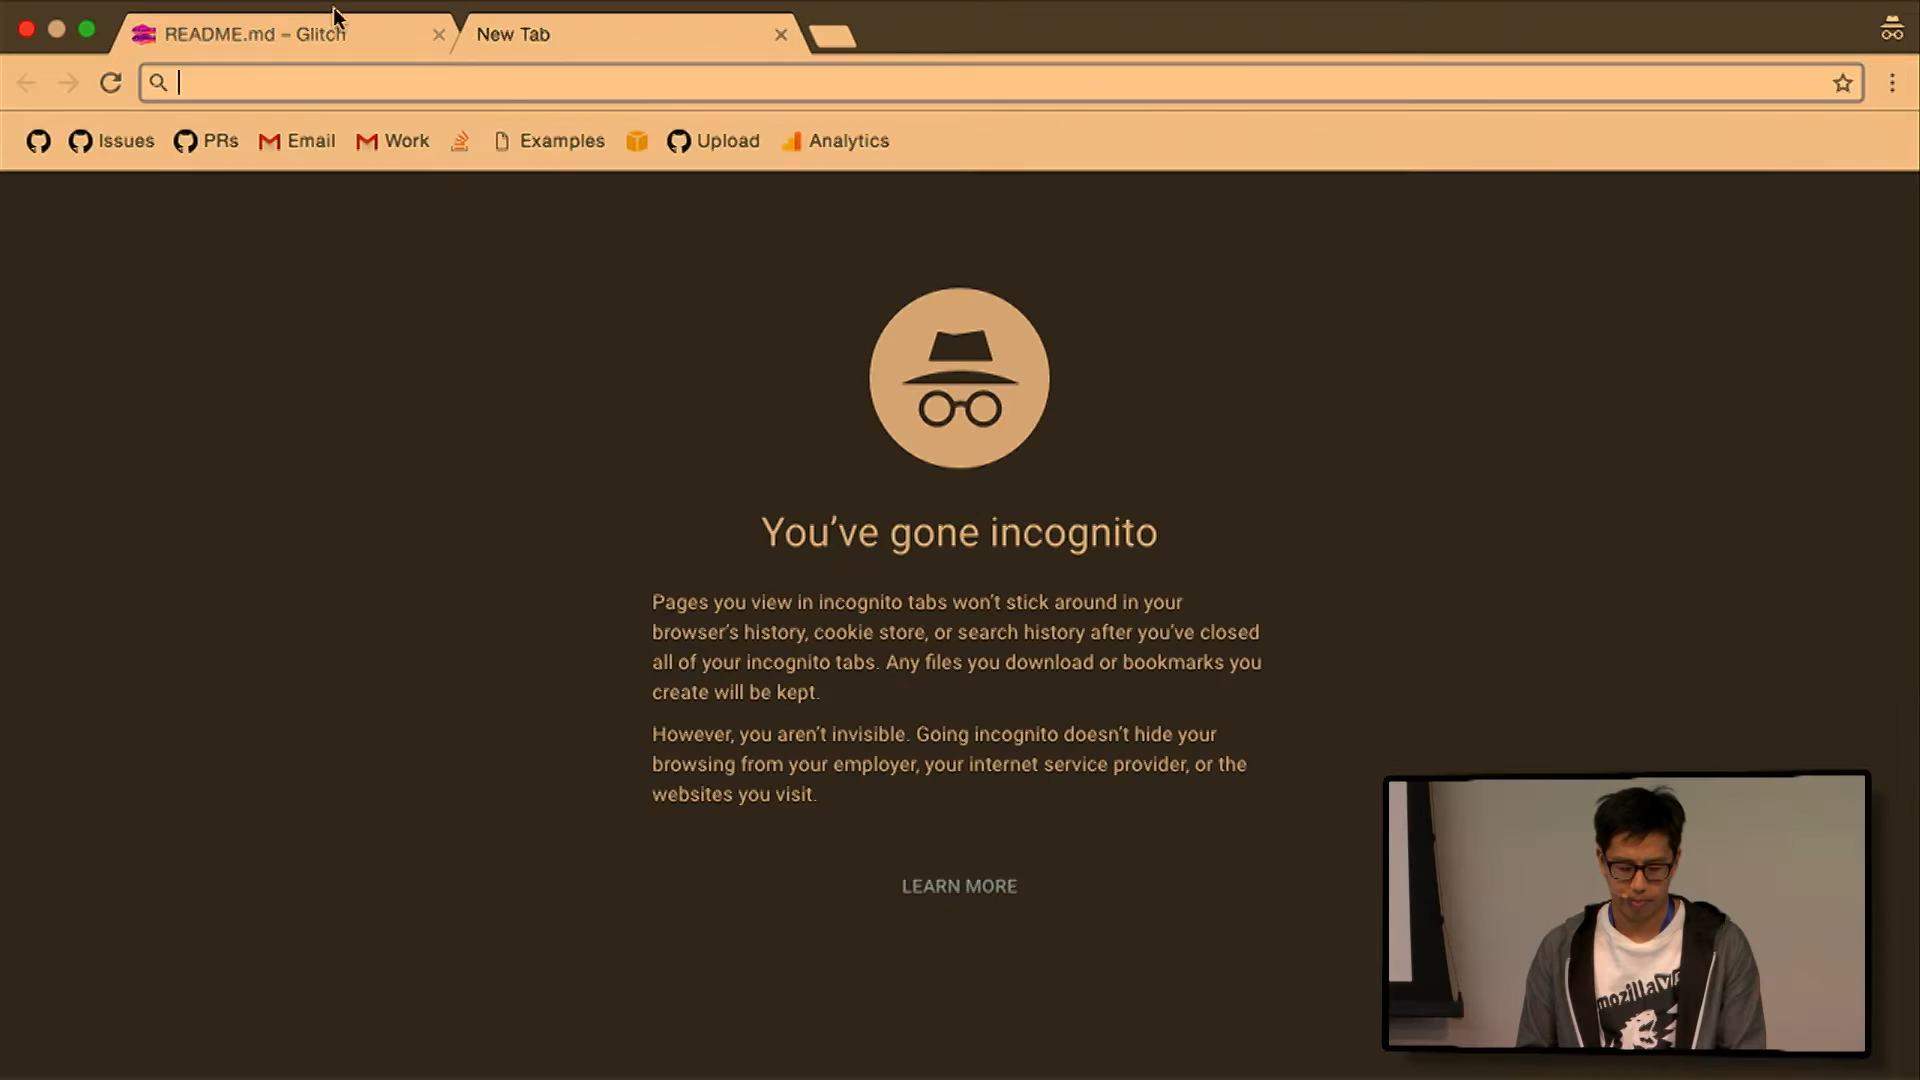 README.md – Glitch
New Tab
Issues PRs Email Work Examples Upload Analytics
You've gone incognito
Pages you view in incognito tabs won't stick around in your
browser's history, cookie store, or search history after you've closed
all of your incognito tabs. Any files you download or bookmarks you
create will be kept.
However, you aren't invisible. Going incognito doesn't hide your
browsing from your employer, your internet service provider, or the
websites you visit.
LEARN MORE
mozillaVR